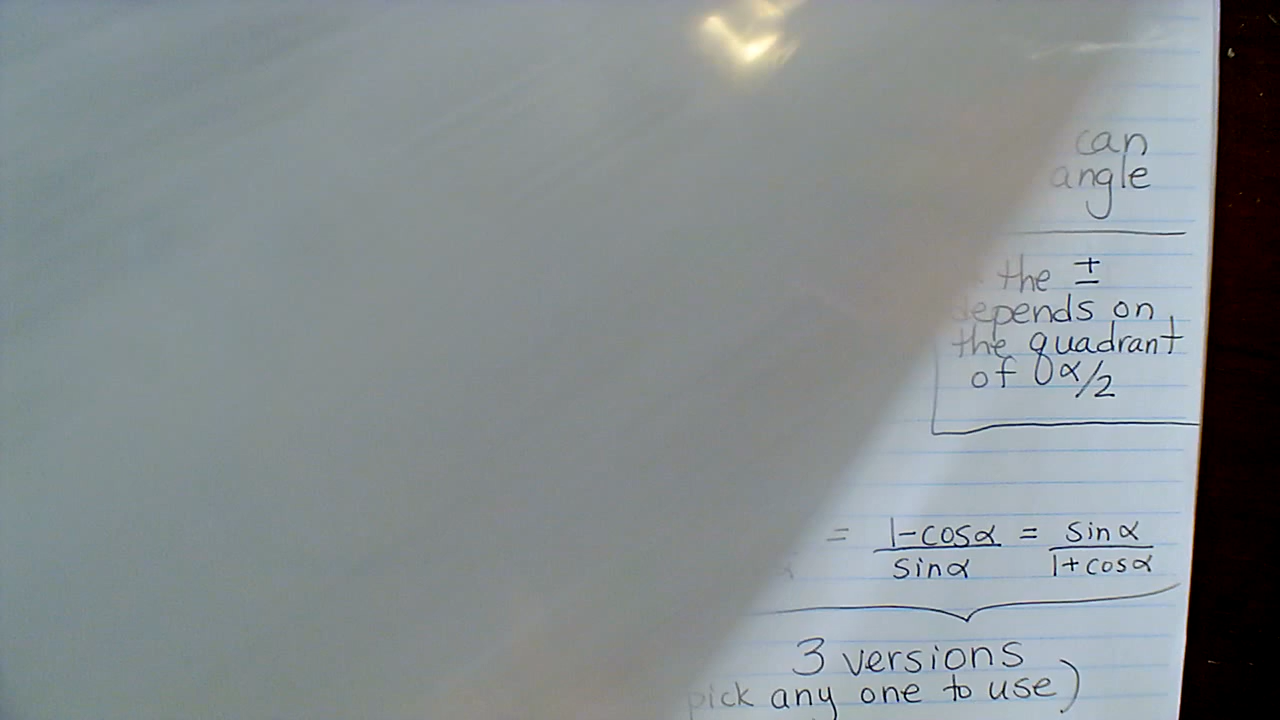 can
angle
the ±
depends on
the quadrant
of α/2
= 1-cosα / sinα = sinα / 1+cosα
3 versions
pick any one to use)